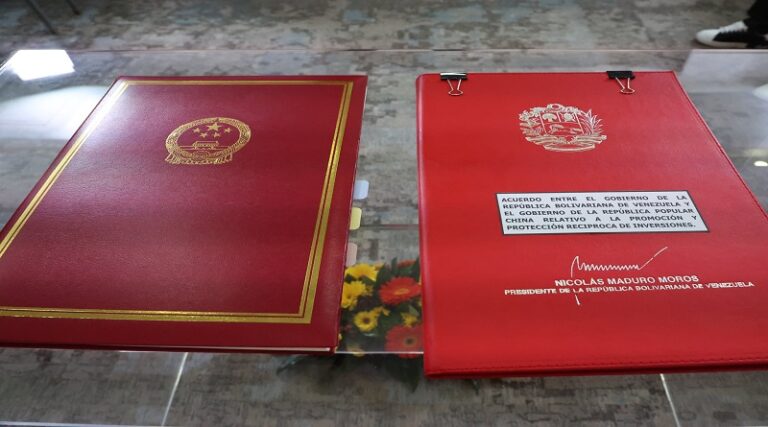 ACUERDO ENTRE EL GOBIERNO DE LA
REPÚBLICA BOLIVARIANA DE VENEZUELA Y
EL GOBIERNO DE LA REPÚBLICA POPULAR
CHINA RELATIVO A LA PROMOCIÓN Y
PROTECCIÓN RECIPROCA DE INVERSIONES.
NICOLÁS MADURO MOROS
PRESIDENTE DE LA REPÚBLICA BOLIVARIANA DE VENEZUELA